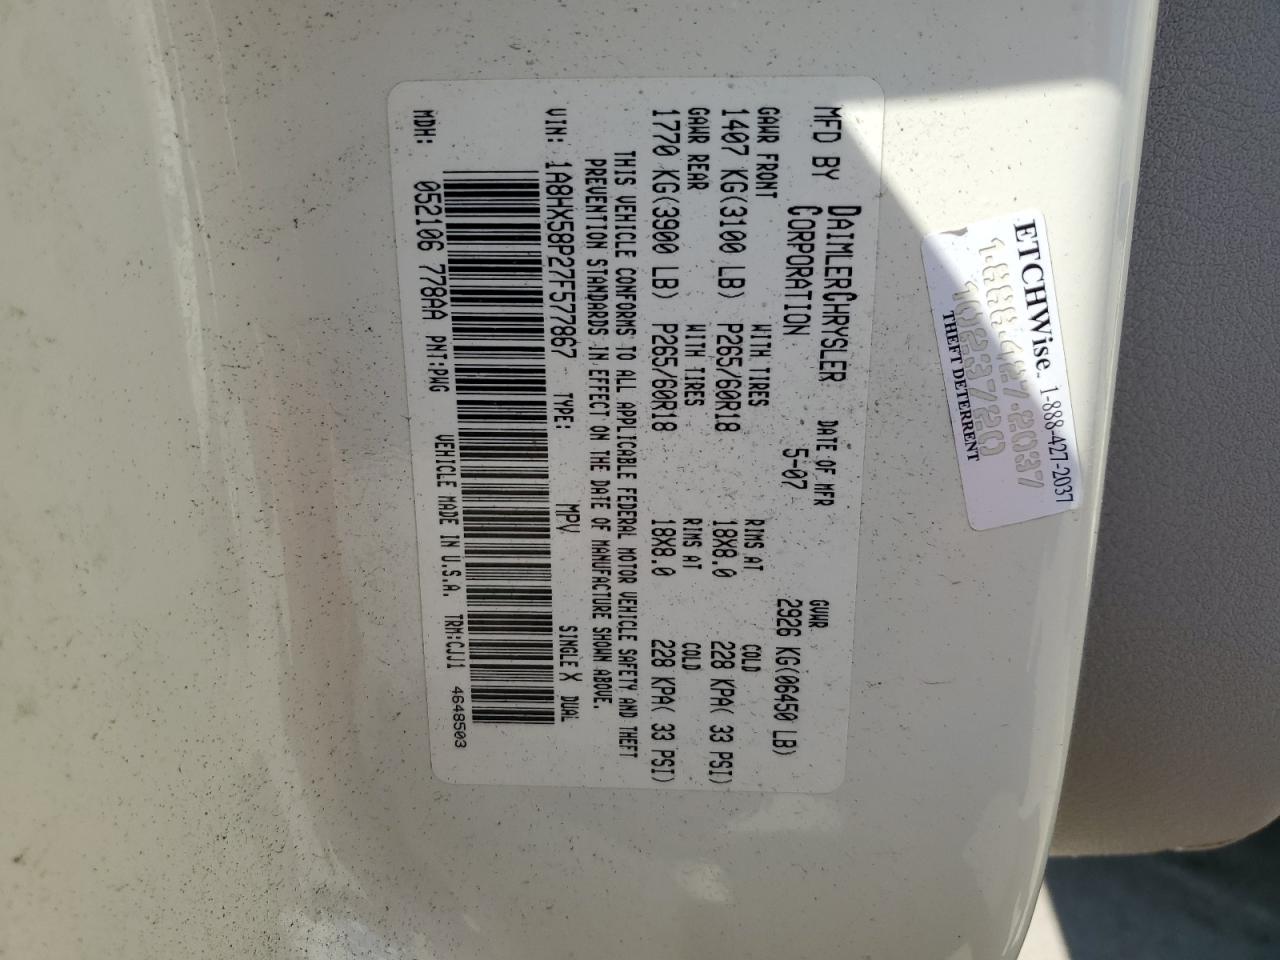 MFD BY DAIMLERCHRYSLER CORPORATION
DATE OF MFR 5-07
GVWR 2926 KG(06450 LB)
GAWR FRONT WITH TIRES RIMS AT COLD
1407 KG(3100 LB) P265/60R18 18X8.0 228 KPA( 33 PSI)
GAWR REAR WITH TIRES RIMS AT COLD
1770 KG(3900 LB) P265/60R18 18X8.0 228 KPA( 33 PSI)
THIS VEHICLE CONFORMS TO ALL APPLICABLE FEDERAL MOTOR VEHICLE SAFETY AND THEFT
PREVENTION STANDARDS IN EFFECT ON THE DATE OF MANUFACTURE SHOWN ABOVE.
VIN: 1A8HX58P27F577867 TYPE: MPV SINGLE X DUAL
MDH: 052106 778AA PNT:PWG VEHICLE MADE IN U.S.A. TRM:CJJ1 4648503
ETCHWise. 1-888-427-2037
1·888·427·2037
THEFT DETERRENT